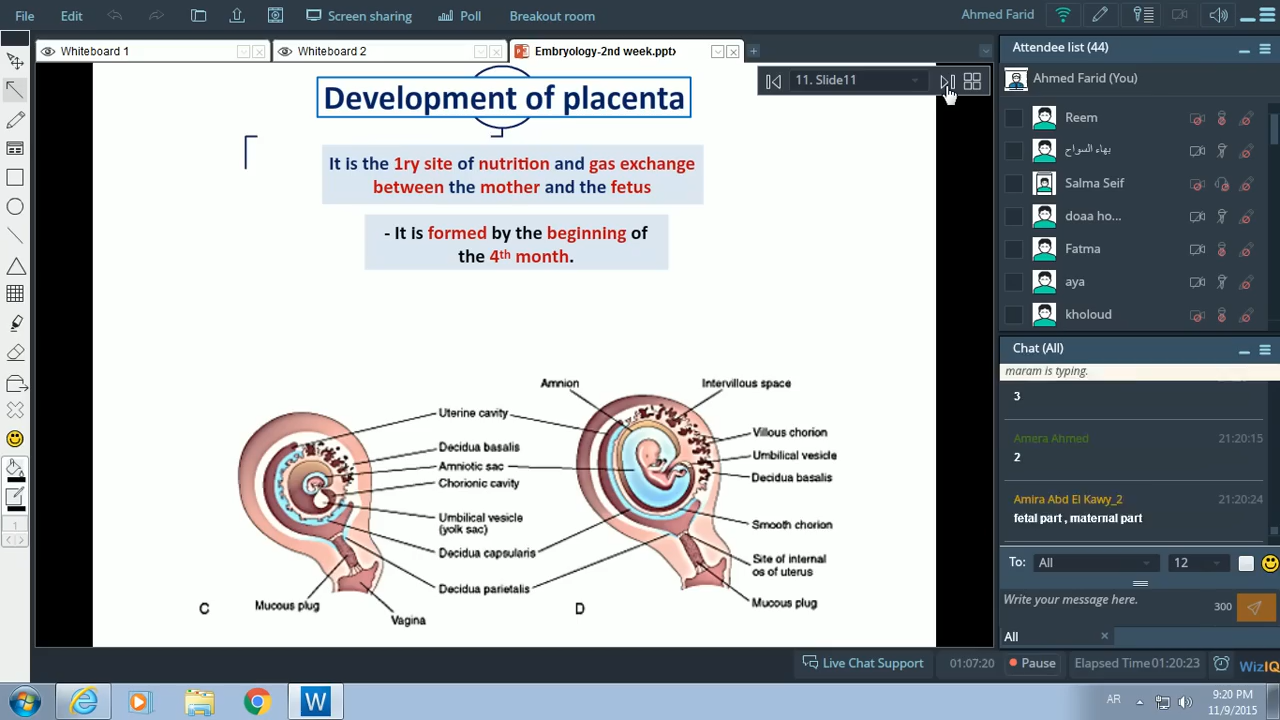 File Edit Screen sharing Poll Breakout room Ahmed Farid
Whiteboard 1 Whiteboard 2 Embryology-2nd week.ppt
11. Slide11
Development of placenta
It is the 1ry site of nutrition and gas exchange
between the mother and the fetus
- It is formed by the beginning of
the 4th month.
Amnion
Intervillous space
Uterine cavity
Decidua basalis
Amniotic sac
Chorionic cavity
Umbilical vesicle
(yolk sac)
Decidua capsularis
Decidua parietalis
Mucous plug
Vagina
C
Villous chorion
Umbilical vesicle
Decidua basalis
Smooth chorion
Site of internal
os of uterus
Mucous plug
D
Attendee list (44)
Ahmed Farid (You)
Reem
بهاء السواح
Salma Seif
doaa ho...
Fatma
aya
kholoud
Chat (All)
maram is typing.
3
Amera Ahmed 21:20:15
2
Amira Abd El Kawy_2 21:20:24
fetal part , maternal part
To: All 12
Write your message here. 300
All
Live Chat Support 01:07:20 Pause Elapsed Time 01:20:23 WizIQ
1
W
AR 9:20 PM
11/9/2015